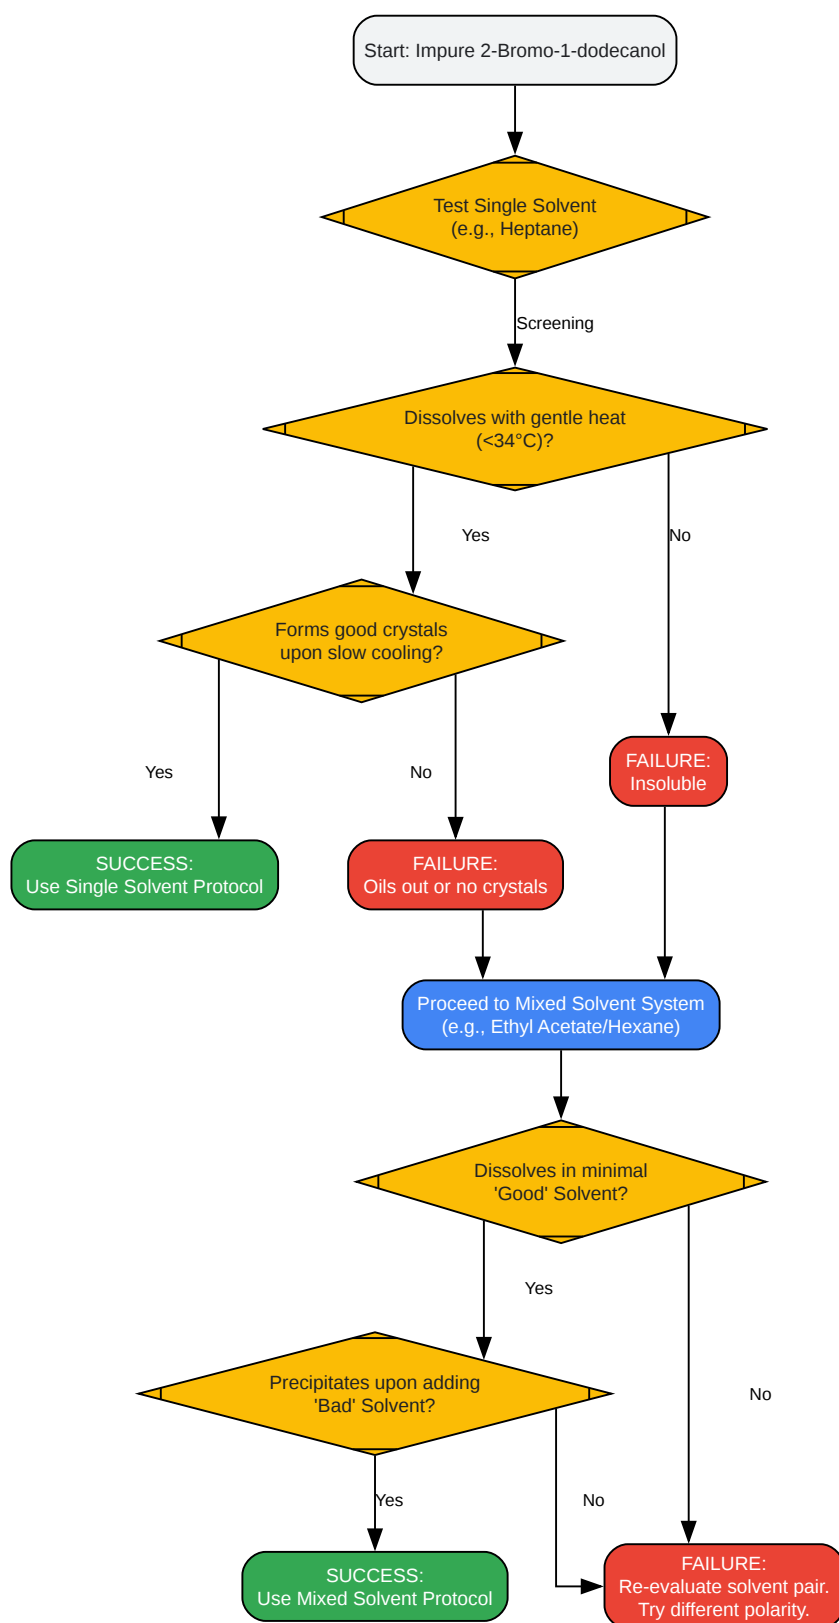 Start: Impure 2-Bromo-1-dodecanol
Test Single Solvent
(e.g., Heptane)
Screening
Dissolves with gentle heat
(<34°C)?
Yes
No
Forms good crystals
upon slow cooling?
Yes
No
FAILURE:
Insoluble
SUCCESS:
Use Single Solvent Protocol
FAILURE:
Oils out or no crystals
Proceed to Mixed Solvent System
(e.g., Ethyl Acetate/Hexane)
Dissolves in minimal
'Good' Solvent?
Yes
No
Precipitates upon adding
'Bad' Solvent?
Yes
No
SUCCESS:
Use Mixed Solvent Protocol
FAILURE:
Re-evaluate solvent pair.
Try different polarity.